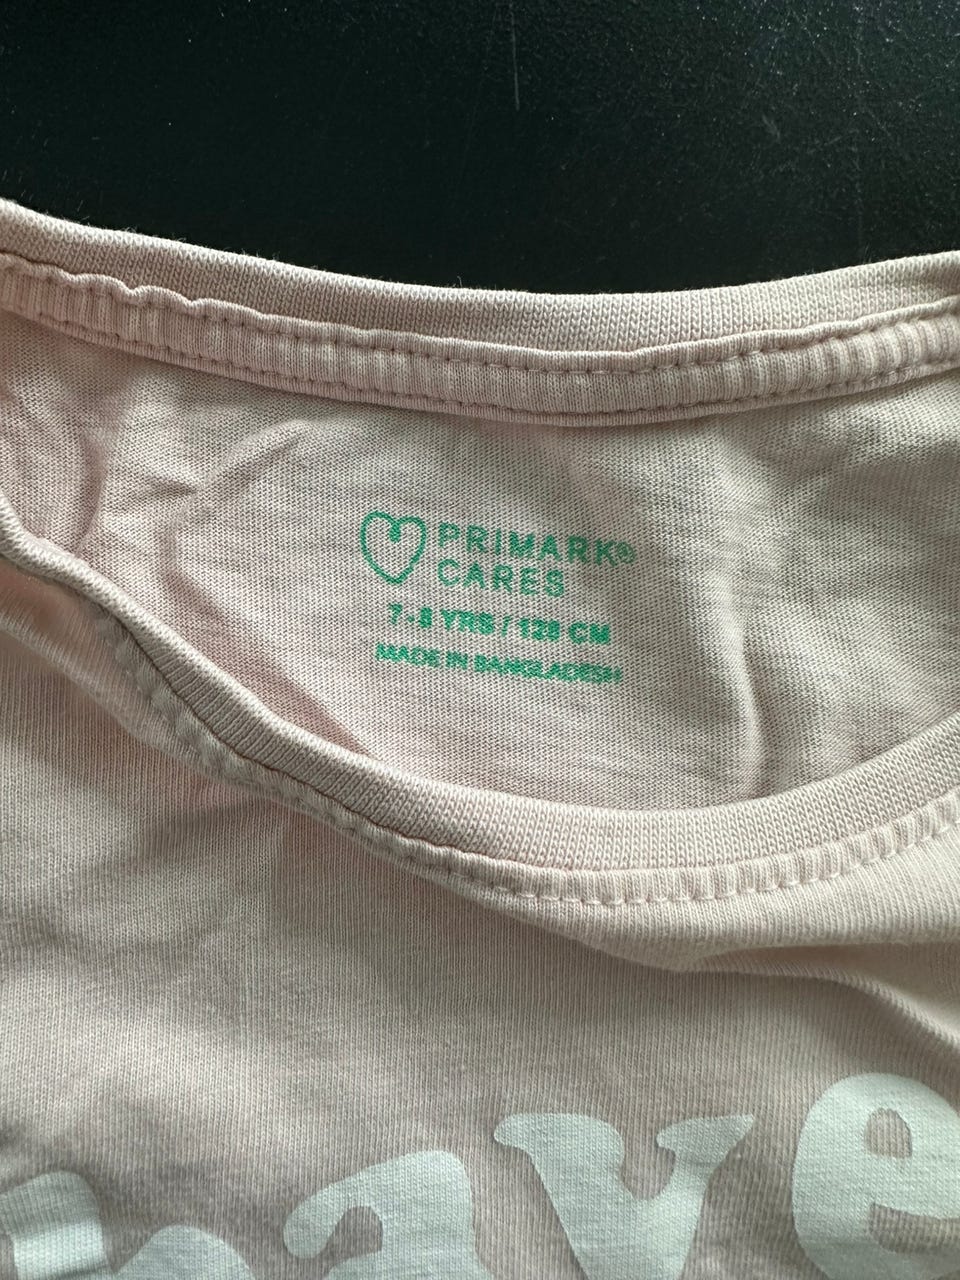 PRIMARK®
CARES
7-8 YRS / 128 CM
MADE IN BANGLADESH